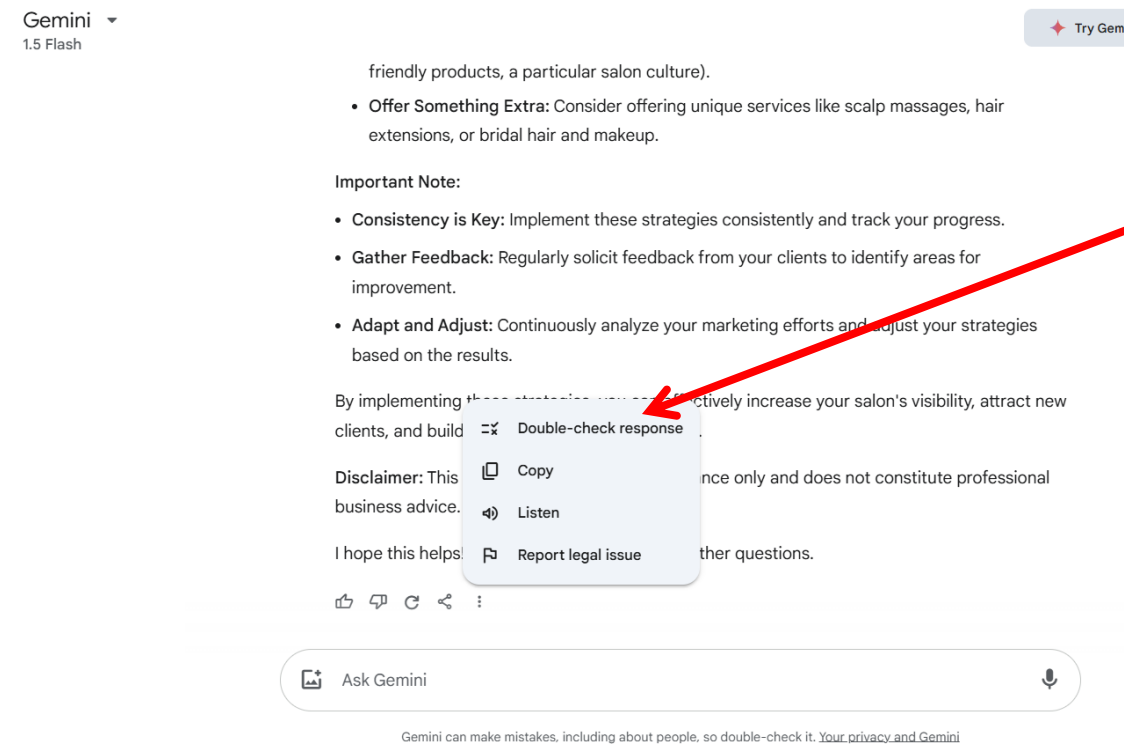 Gemini
1.5 Flash
Try Gem
friendly products, a particular salon culture).
• Offer Something Extra: Consider offering unique services like scalp massages, hair
extensions, or bridal hair and makeup.
Important Note:
• Consistency is Key: Implement these strategies consistently and track your progress.
• Gather Feedback: Regularly solicit feedback from your clients to identify areas for
improvement.
• Adapt and Adjust: Continuously analyze your marketing efforts and adjust your strategies
based on the results.
By implementing these strategies, you can effectively increase your salon's visibility, attract new
clients, and build .
Double-check response
Copy
Listen
Report legal issue
Disclaimer: This nce only and does not constitute professional
business advice.
I hope this helps! ther questions.
Ask Gemini
Gemini can make mistakes, including about people, so double-check it. Your privacy and Gemini